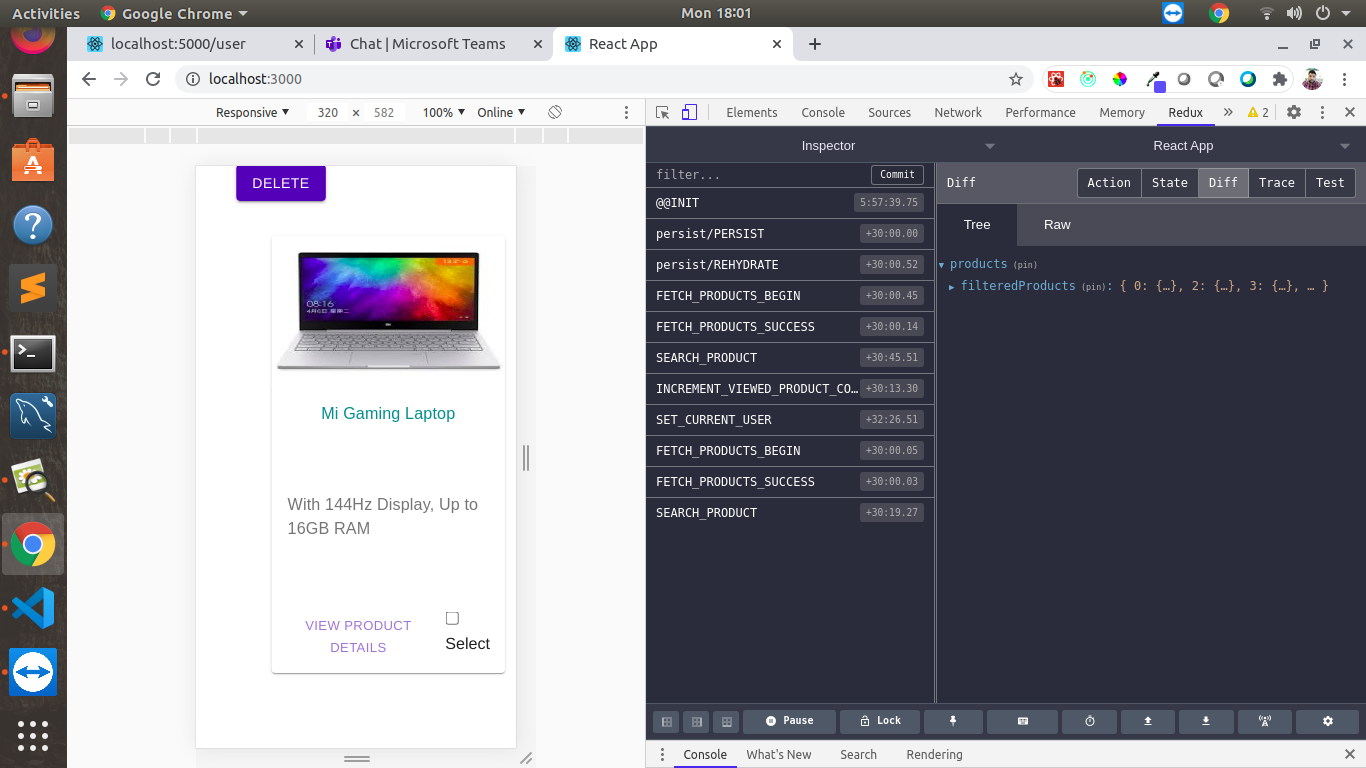 Activities
Google Chrome
Mon 18:01
localhost:5000/user
Chat | Microsoft Teams
React App
localhost:3000
Responsive
320 × 582
100%
Online
Elements
Console
Sources
Network
Performance
Memory
Redux
2
DELETE
08:16
Mi Gaming Laptop
With 144Hz Display, Up to
16GB RAM
VIEW PRODUCT
DETAILS
Select
Inspector
React App
filter...
Commit
@@INIT 5:57:39.75
persist/PERSIST +30:00.00
persist/REHYDRATE +30:00.52
FETCH_PRODUCTS_BEGIN +30:00.45
FETCH_PRODUCTS_SUCCESS +30:00.14
SEARCH_PRODUCT +30:45.51
INCREMENT_VIEWED_PRODUCT_CO… +30:13.30
SET_CURRENT_USER +32:26.51
FETCH_PRODUCTS_BEGIN +30:00.05
FETCH_PRODUCTS_SUCCESS +30:00.03
SEARCH_PRODUCT +30:19.27
Diff
Action
State
Diff
Trace
Test
Tree
Raw
products (pin)
filteredProducts (pin): { 0: {…}, 2: {…}, 3: {…}, … }
Pause
Lock
Console
What's New
Search
Rendering